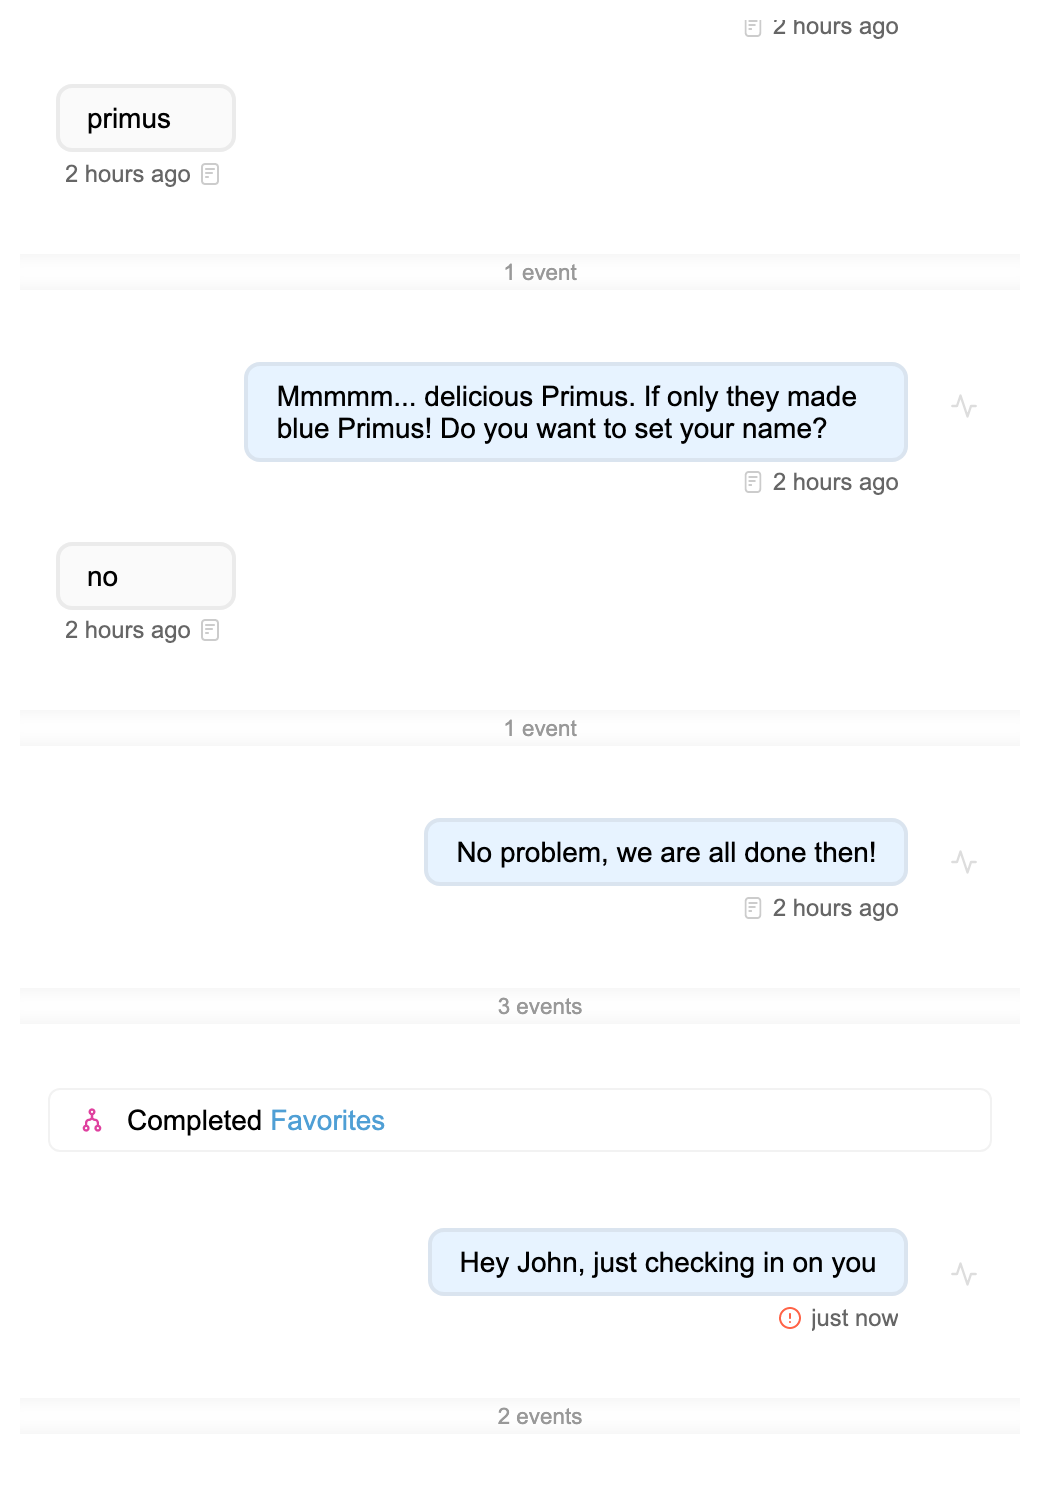 2 hours ago
primus
2 hours ago
1 event
Mmmmm... delicious Primus. If only they made
blue Primus! Do you want to set your name?
2 hours ago
no
2 hours ago
1 event
No problem, we are all done then!
2 hours ago
3 events
Completed Favorites
Hey John, just checking in on you
just now
2 events